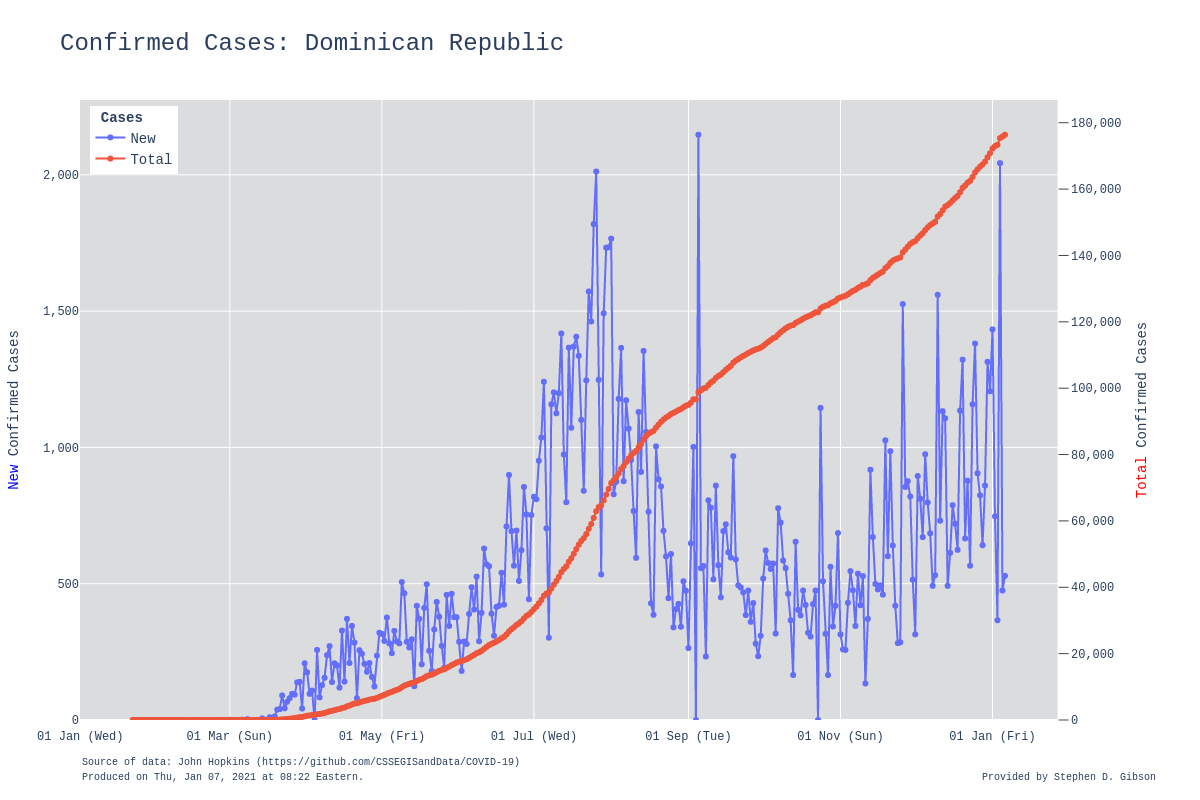 Confirmed Cases: Dominican Republic
Cases
New
Total
2,000
1,500
1,000
500
0
180,000
160,000
140,000
120,000
100,000
80,000
60,000
40,000
20,000
0
New Confirmed Cases
Total Confirmed Cases
01 Jan (Wed) 01 Mar (Sun) 01 May (Fri) 01 Jul (Wed) 01 Sep (Tue) 01 Nov (Sun) 01 Jan (Fri)
Source of data: John Hopkins (https://github.com/CSSEGISandData/COVID-19)
Produced on Thu, Jan 07, 2021 at 08:22 Eastern.
Provided by Stephen D. Gibson